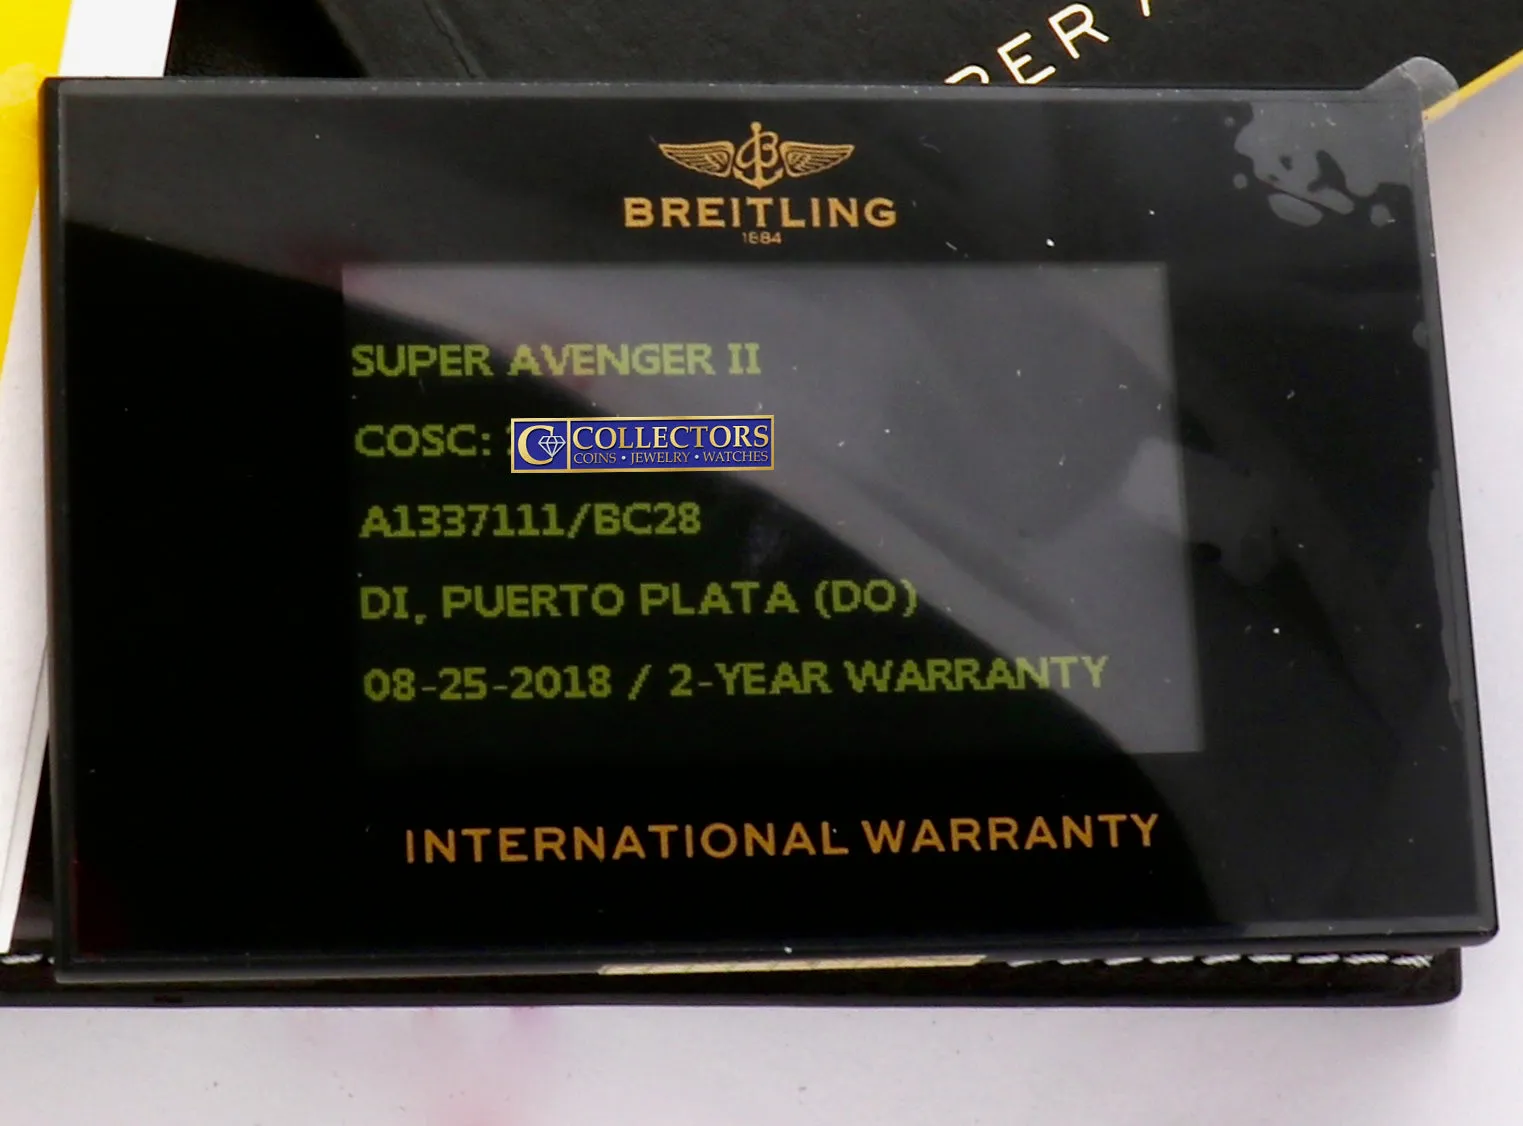 PER A
BREITLING
1884
SUPER AVENGER II
COSC:
C COLLECTORS
COINS • JEWELRY • WATCHES
A1337111/BC28
DI, PUERTO PLATA (DO)
08-25-2018 / 2-YEAR WARRANTY
INTERNATIONAL WARRANTY